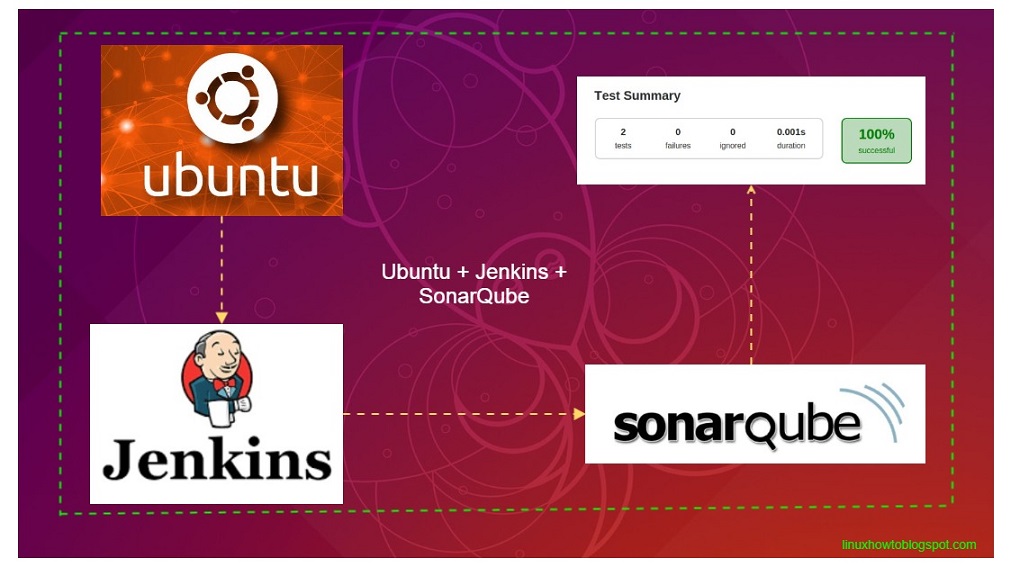 ubuntu
Test Summary
2 0 0 0.001s
tests failures ignored duration
100%
successful
Ubuntu + Jenkins +
SonarQube
Jenkins
sonarqube
linuxhowtoblogspot.com